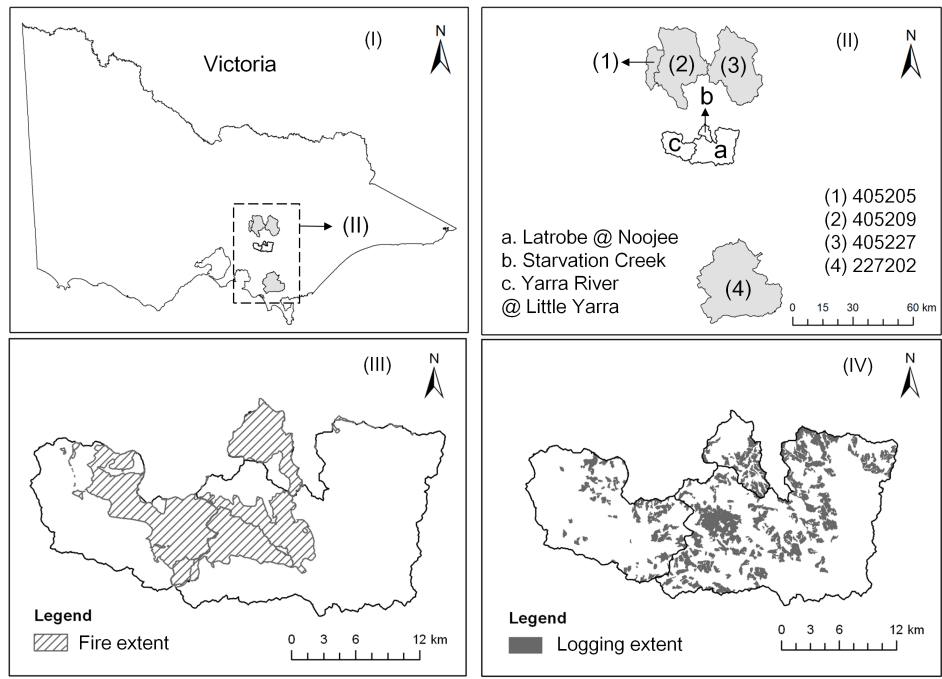 (I)
N
Victoria
(II)
(II)
N
(1)
(2)
(3)
b
c
a
(1) 405205
(2) 405209
(3) 405227
(4) 227202
a. Latrobe @ Noojee
b. Starvation Creek
c. Yarra River
@ Little Yarra
(4)
0 15 30 60 km
(III)
N
Legend
Fire extent
0 3 6 12 km
(IV)
N
Legend
Logging extent
0 3 6 12 km